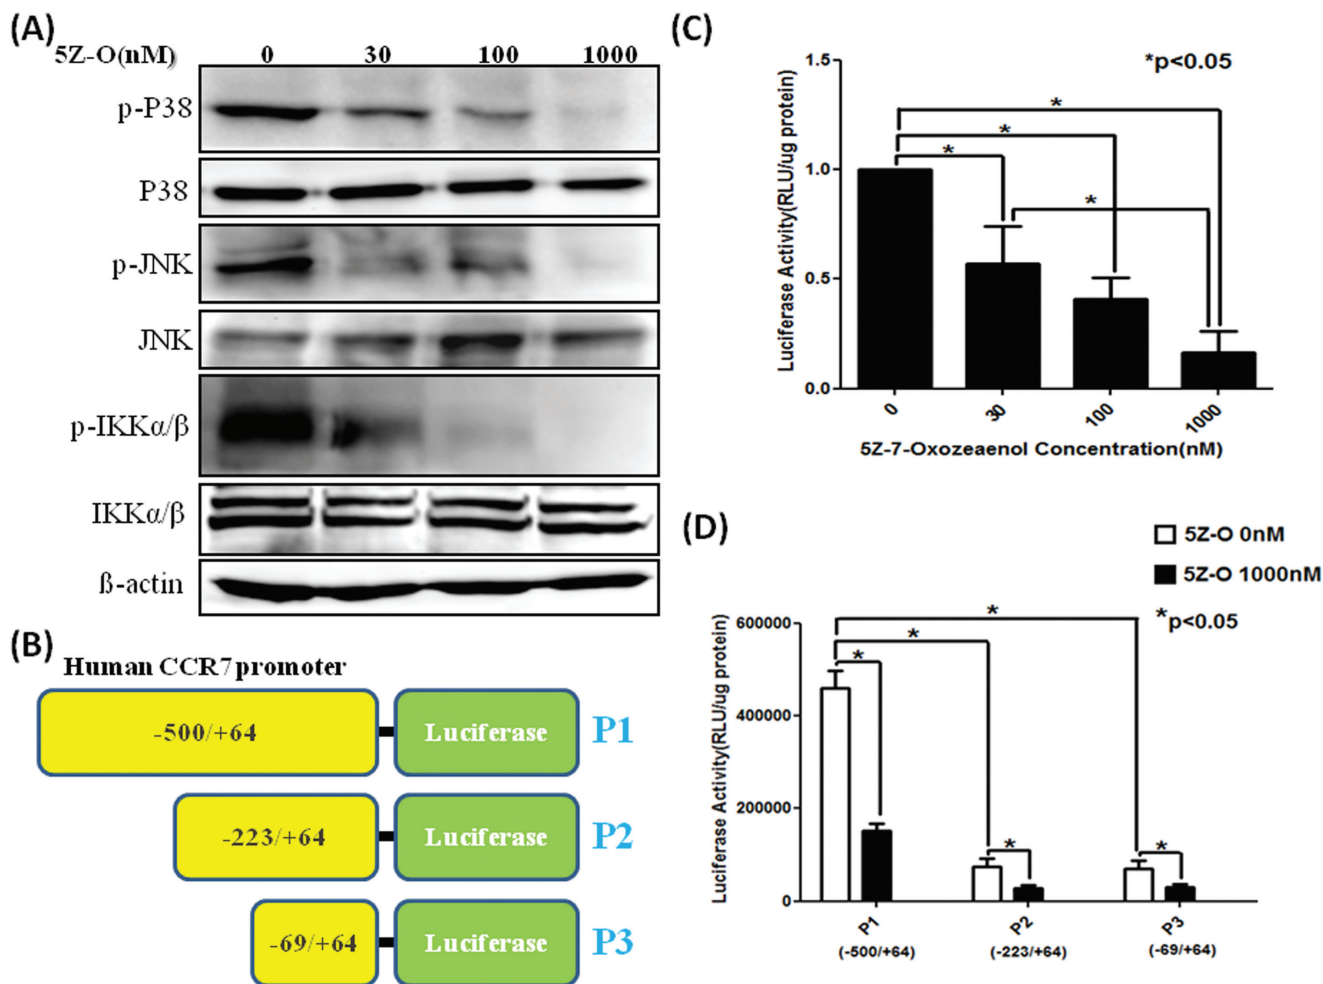 (A)
5Z-O(nM) 0 30 100 1000
p-P38
P38
p-JNK
JNK
p-IKKα/β
IKKα/β
ß-actin
(B)
Human CCR7 promoter
-500/+64 Luciferase P1
-223/+64 Luciferase P2
-69/+64 Luciferase P3
(C)
*p<0.05
Luciferase Activity(RLU/ug protein)
1.5
1.0
0.5
0.0
* * * *
0 30 100 1000
5Z-7-Oxozeaenol Concentration(nM)
(D)
5Z-O 0nM
5Z-O 1000nM
*p<0.05
Luciferase Activity(RLU/ug protein)
600000
400000
200000
0
* * * * *
P1 P2 P3
(-500/+64) (-223/+64) (-69/+64)